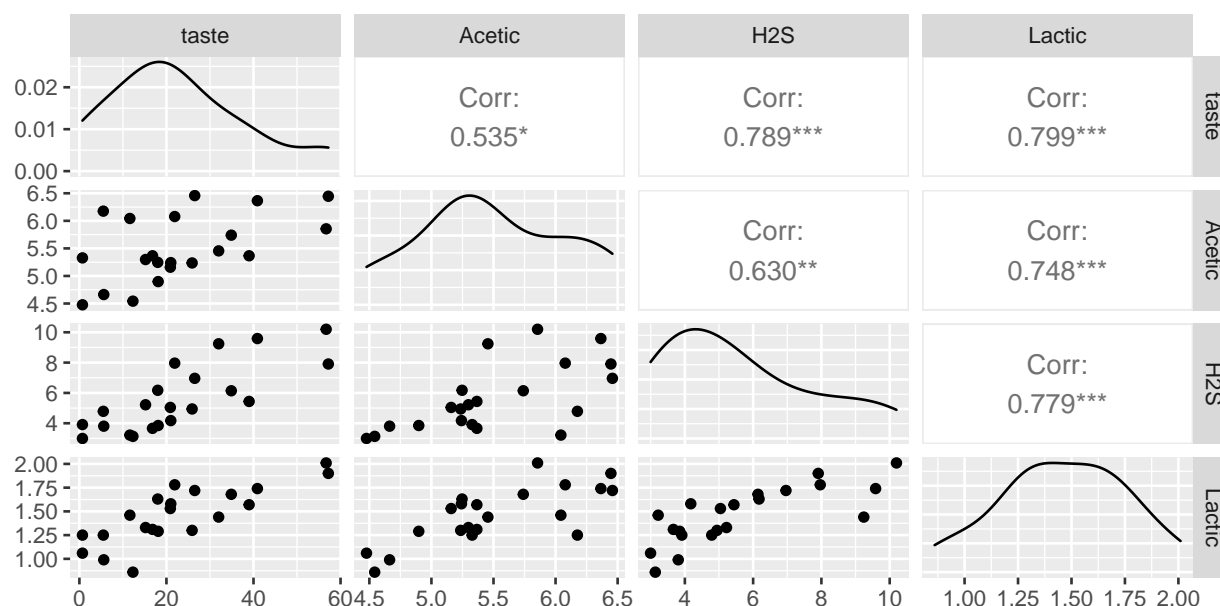 taste Acetic H2S Lactic
0.02
0.01
0.00
Corr:
0.535*
Corr:
0.789***
Corr:
0.799***
taste
6.5
6.0
5.5
5.0
4.5
Corr:
0.630**
Corr:
0.748***
Acetic
10
8
6
4
Corr:
0.779***
H2S
2.00
1.75
1.50
1.25
1.00
Lactic
0 20 40 60 4.5 5.0 5.5 6.0 6.5 4 6 8 10 1.00 1.25 1.50 1.75 2.00